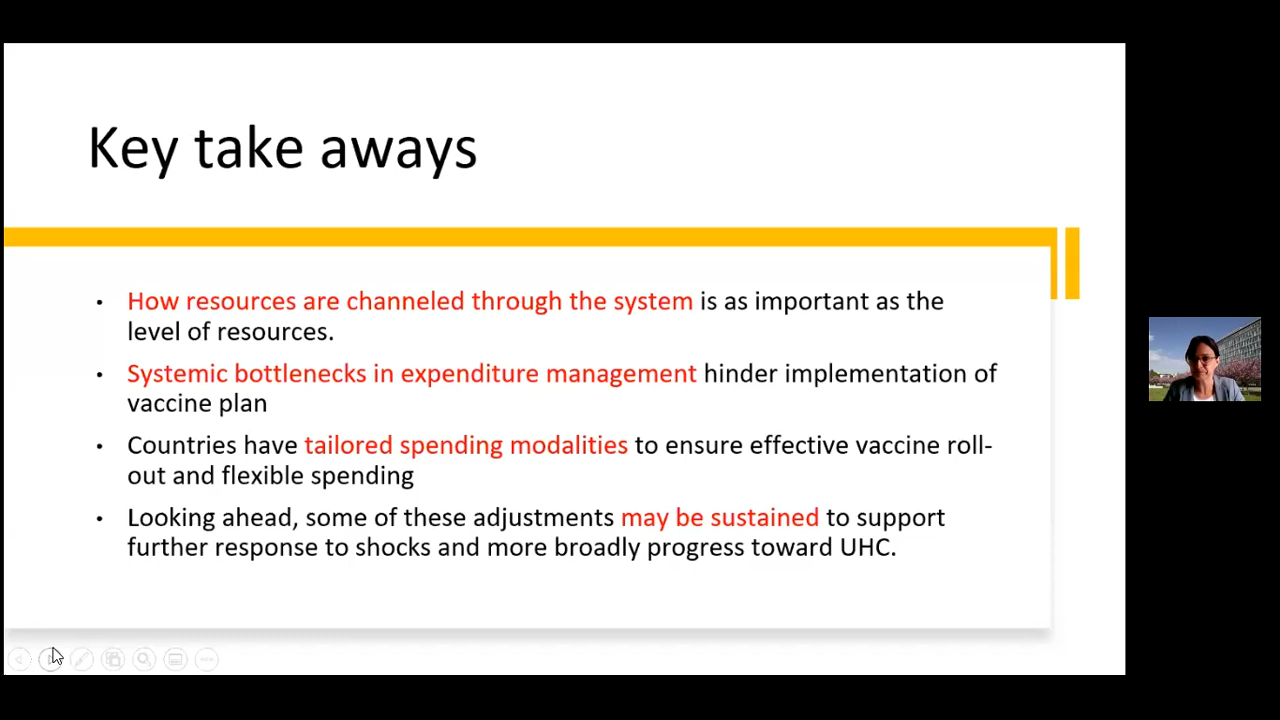 Key take aways
• How resources are channeled through the system is as important as the
level of resources.
• Systemic bottlenecks in expenditure management hinder implementation of
vaccine plan
• Countries have tailored spending modalities to ensure effective vaccine roll-
out and flexible spending
• Looking ahead, some of these adjustments may be sustained to support
further response to shocks and more broadly progress toward UHC.